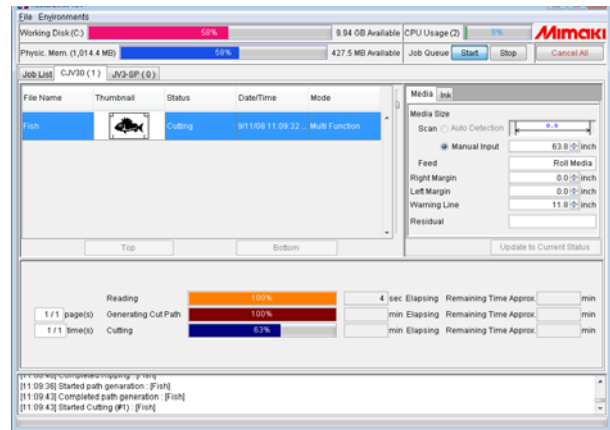 File Environments
Working Disk (C:) 58% 9.94 GB Available CPU Usage (2) 8% Mimaki
Physic. Mem. (1,014.4 MB) 58% 427.5 MB Available Job Queue Start Stop Cancel All
Job List CJV30 ( 1 ) JV3-SP ( 0 )
File Name Thumbnail Status Date/Time Mode
Fish Cutting 9/11/08 11:09:32 ... Multi Function
Top Bottom
Media Ink
Media Size
Scan Auto Detection 0.0
Manual Input 63.8 inch
Feed Roll Media
Right Margin 0.0 inch
Left Margin 0.0 inch
Warning Line 11.8 inch
Residual
Update to Current Status
Reading 100% 4 sec Elapsing Remaining Time Approx. min
1 / 1 page(s) Generating Cut Path 100% min Elapsing Remaining Time Approx. min
1 / 1 time(s) Cutting 63% min Elapsing Remaining Time Approx. min
[11:09:36] Started path genaration : [Fish]
[11:09:43] Completed path generation : [Fish]
[11:09:43] Started Cutting (#1) : [Fish]